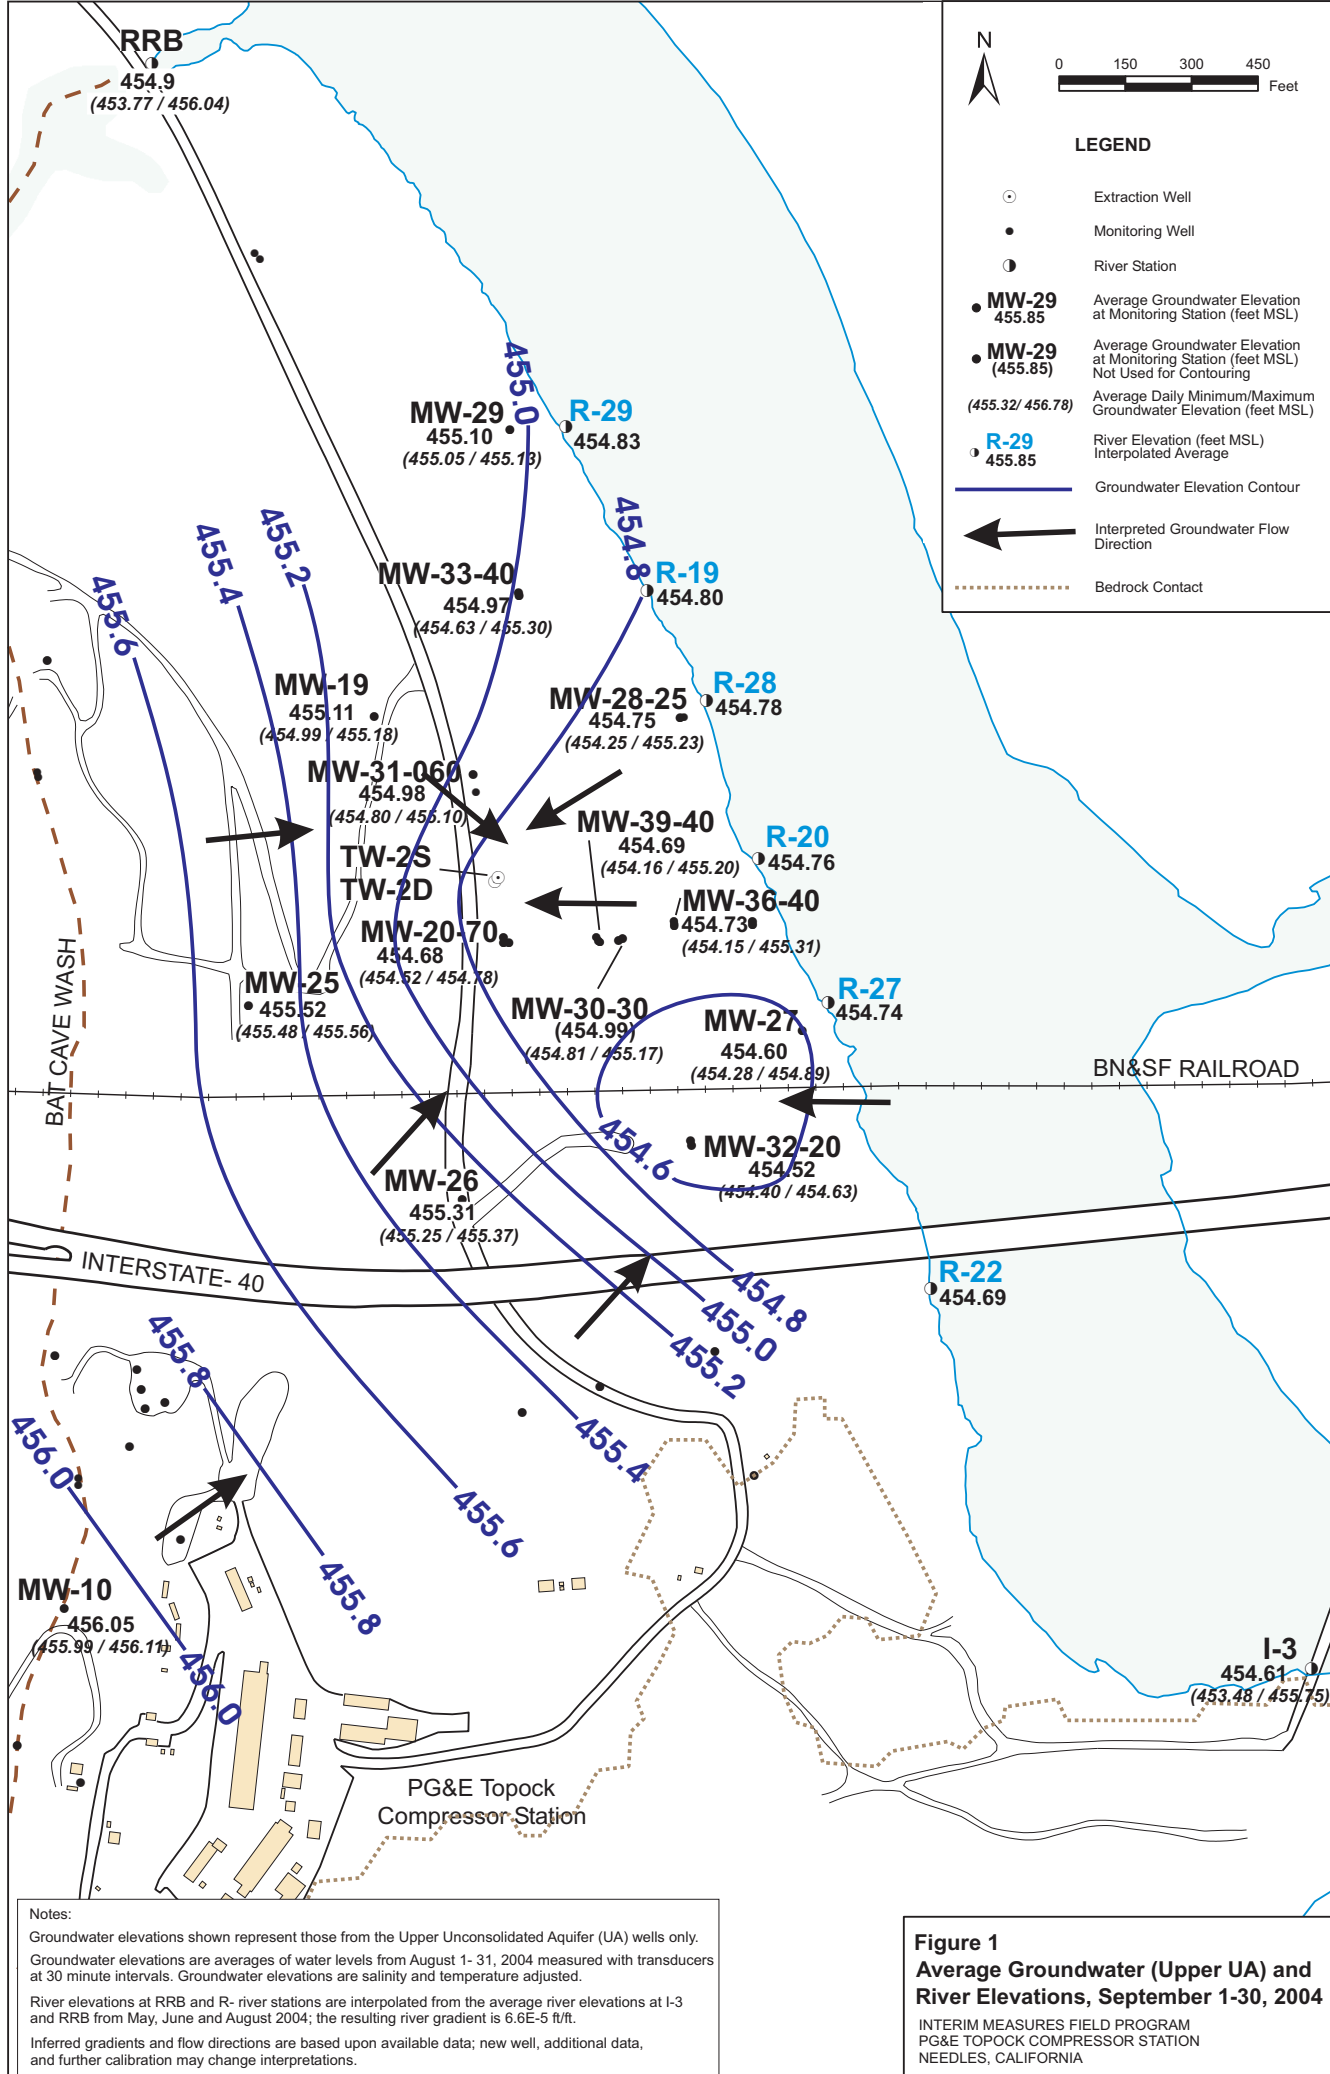 RRB
454.9
(453.77 / 456.04)
N
0 150 300 450
Feet
LEGEND
Extraction Well
Monitoring Well
River Station
MW-29
455.85
Average Groundwater Elevation
at Monitoring Station (feet MSL)
MW-29
(455.85)
Average Groundwater Elevation
at Monitoring Station (feet MSL)
Not Used for Contouring
(455.32/ 456.78)
Average Daily Minimum/Maximum
Groundwater Elevation (feet MSL)
R-29
455.85
River Elevation (feet MSL)
Interpolated Average
Groundwater Elevation Contour
Interpreted Groundwater Flow
Direction
Bedrock Contact
455.0
MW-29
455.10
(455.05 / 455.13)
R-29
454.83
455.4
455.2
454.8
455.6
MW-33-40
454.97
(454.63 / 455.30)
R-19
454.80
MW-19
455.11
(454.99 / 455.18)
MW-28-25
454.75
(454.25 / 455.23)
R-28
454.78
MW-31-060
454.98
(454.80 / 455.10)
MW-39-40
454.69
(454.16 / 455.20)
R-20
454.76
TW-2S
TW-2D
MW-36-40
454.73
(454.15 / 455.31)
MW-20-70
454.68
(454.52 / 454.78)
MW-25
455.52
(455.48 / 455.56)
MW-30-30
(454.99)
(454.81 / 455.17)
MW-27
454.60
(454.28 / 454.89)
R-27
454.74
BAT CAVE WASH
BN&SF RAILROAD
454.6
MW-32-20
454.52
(454.40 / 454.63)
MW-26
455.31
(455.25 / 455.37)
INTERSTATE- 40
R-22
454.69
454.8
455.0
455.2
455.4
455.6
455.8
455.8
456.0
456.0
MW-10
456.05
(455.99 / 456.11)
I-3
454.61
(453.48 / 455.75)
PG&E Topock
Compressor Station
Notes:
Groundwater elevations shown represent those from the Upper Unconsolidated Aquifer (UA) wells only.
Groundwater elevations are averages of water levels from August 1- 31, 2004 measured with transducers
at 30 minute intervals. Groundwater elevations are salinity and temperature adjusted.
River elevations at RRB and R- river stations are interpolated from the average river elevations at I-3
and RRB from May, June and August 2004; the resulting river gradient is 6.6E-5 ft/ft.
Inferred gradients and flow directions are based upon available data; new well, additional data,
and further calibration may change interpretations.
Figure 1
Average Groundwater (Upper UA) and
River Elevations, September 1-30, 2004
INTERIM MEASURES FIELD PROGRAM
PG&E TOPOCK COMPRESSOR STATION
NEEDLES, CALIFORNIA